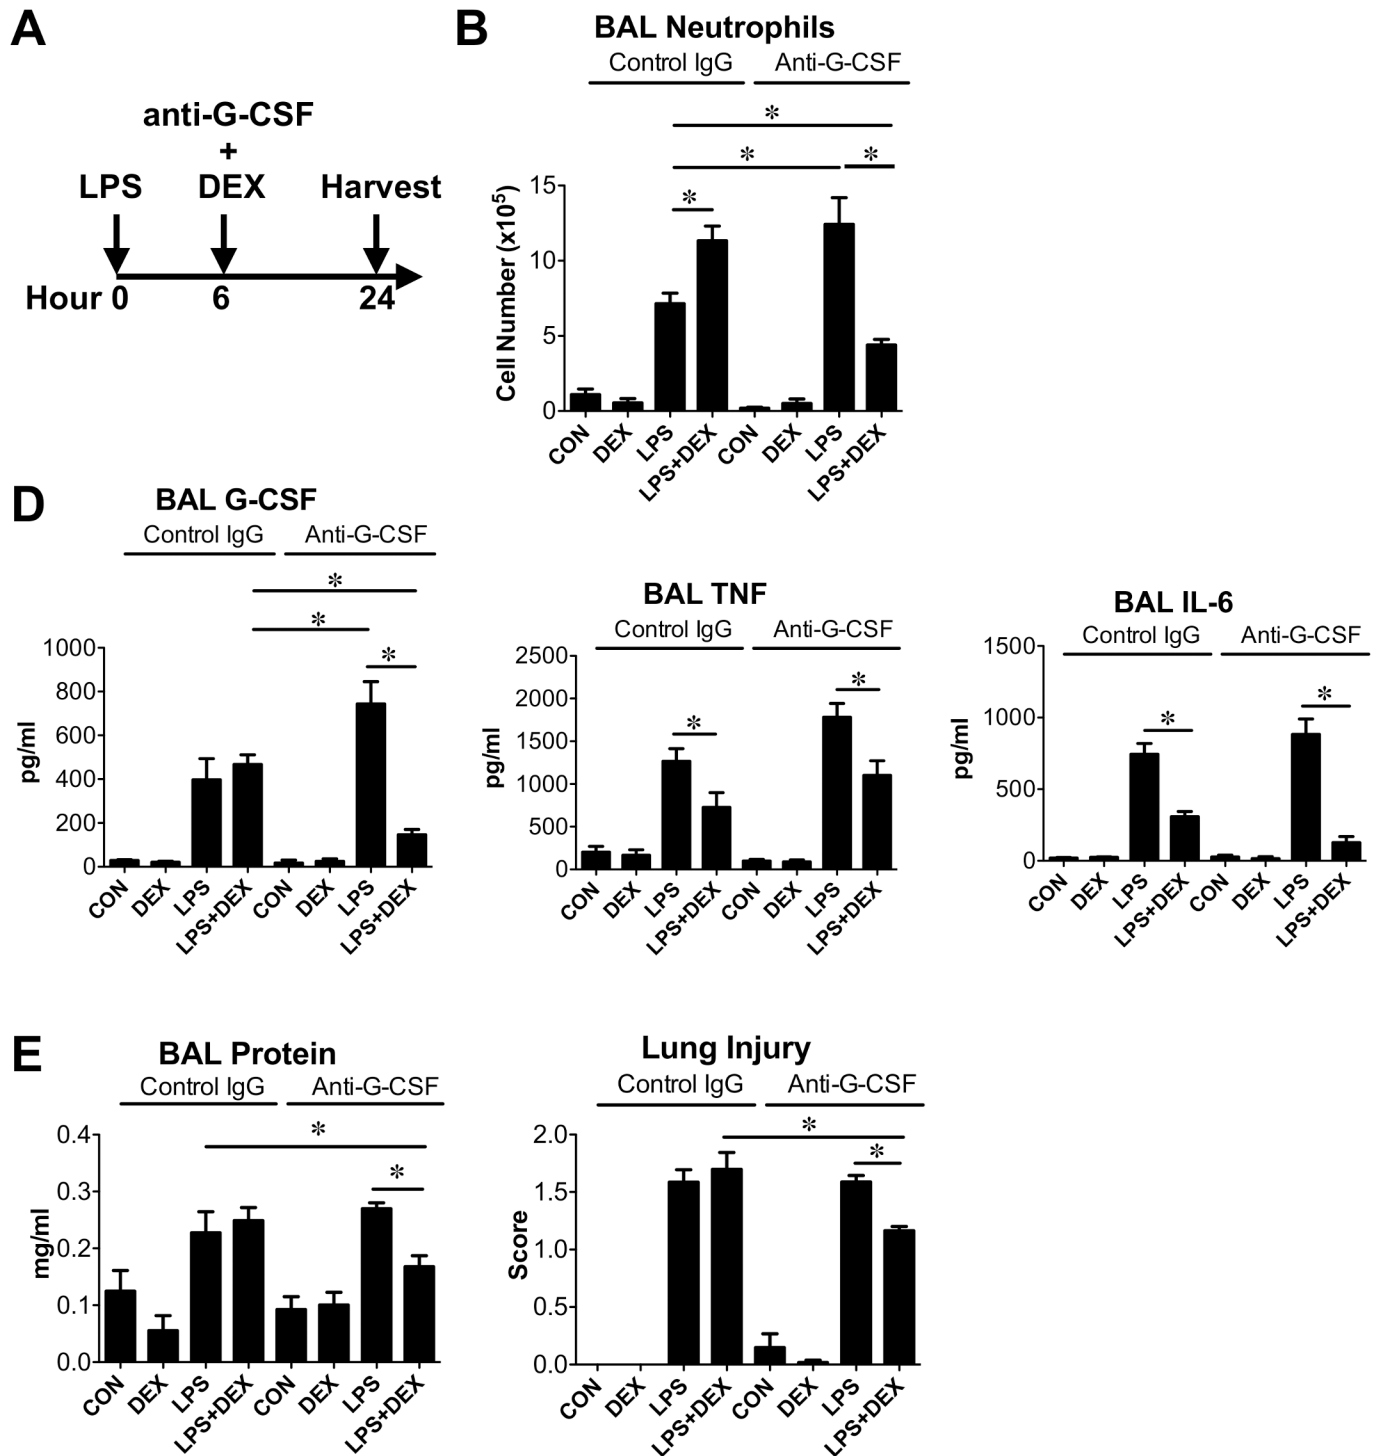 A
anti-G-CSF
+
LPS DEX Harvest
Hour 0 6 24
B
BAL Neutrophils
Control IgG Anti-G-CSF
*
* *
*
Cell Number (x10⁵)
15
10
5
0
CON DEX LPS LPS+DEX CON DEX LPS LPS+DEX
D
BAL G-CSF
Control IgG Anti-G-CSF
*
*
*
pg/ml
1000
800
600
400
200
0
CON DEX LPS LPS+DEX CON DEX LPS LPS+DEX
BAL TNF
Control IgG Anti-G-CSF
*
*
pg/ml
2500
2000
1500
1000
500
0
CON DEX LPS LPS+DEX CON DEX LPS LPS+DEX
BAL IL-6
Control IgG Anti-G-CSF
*
*
pg/ml
1500
1000
500
0
CON DEX LPS LPS+DEX CON DEX LPS LPS+DEX
E
BAL Protein
Control IgG Anti-G-CSF
*
*
mg/ml
0.4
0.3
0.2
0.1
0.0
CON DEX LPS LPS+DEX CON DEX LPS LPS+DEX
Lung Injury
Control IgG Anti-G-CSF
*
*
Score
2.0
1.5
1.0
0.5
0.0
CON DEX LPS LPS+DEX CON DEX LPS LPS+DEX